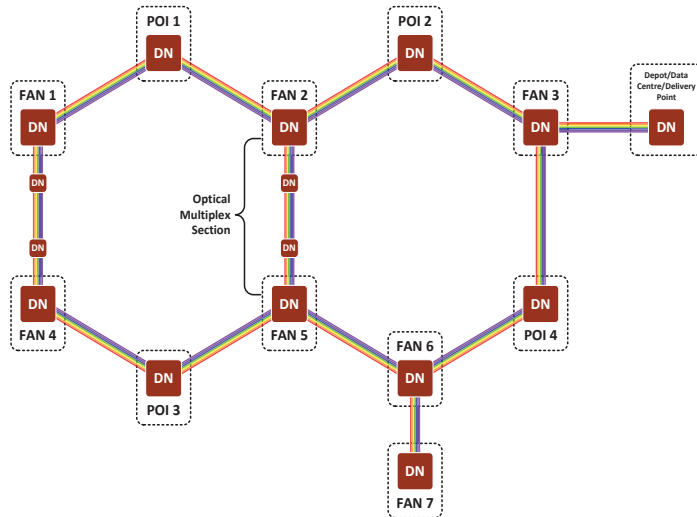 POI 1
POI 2
DN
DN
FAN 1
FAN 2
FAN 3
Depot/Data
Centre/Delivery
Point
DN
DN
DN
DN
DN
DN
Optical
Multiplex
Section
DN
DN
DN
DN
DN
FAN 4
FAN 5
POI 4
FAN 6
DN
DN
POI 3
DN
FAN 7